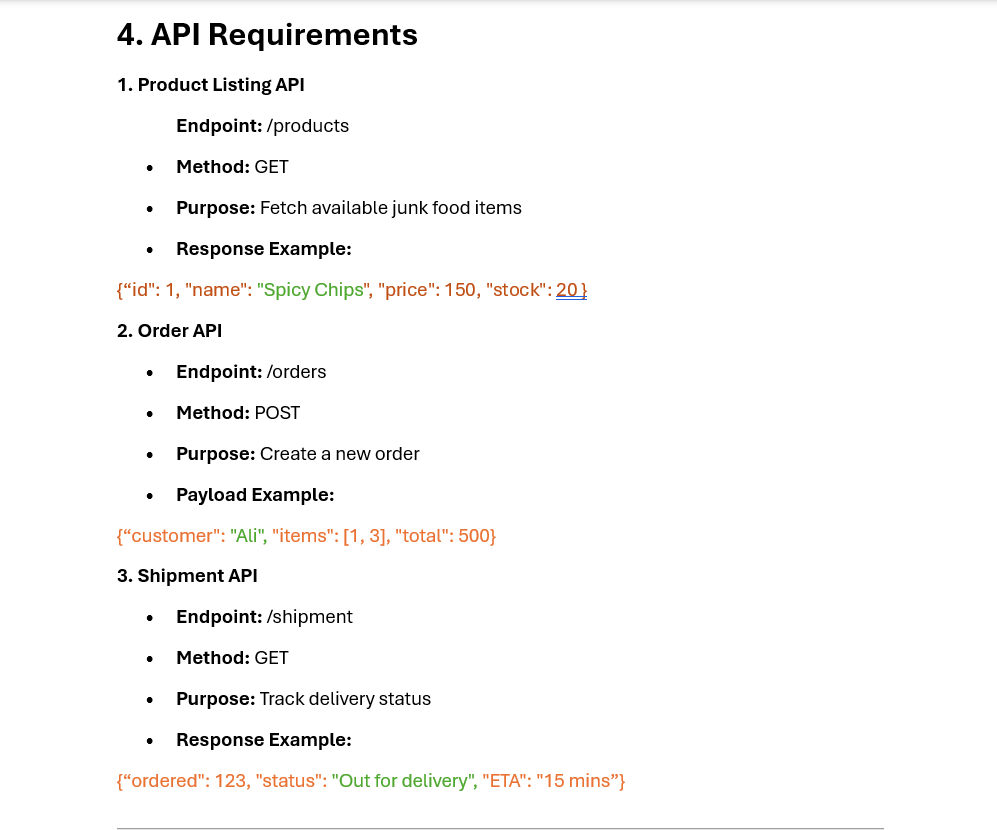 4. API Requirements
1. Product Listing API
Endpoint: /products
• Method: GET
• Purpose: Fetch available junk food items
• Response Example:
{“id": 1, "name": "Spicy Chips", "price": 150, "stock": 20 }
2. Order API
• Endpoint: /orders
• Method: POST
• Purpose: Create a new order
• Payload Example:
{“customer": "Ali", "items": [1, 3], "total": 500}
3. Shipment API
• Endpoint: /shipment
• Method: GET
• Purpose: Track delivery status
• Response Example:
{“ordered": 123, "status": "Out for delivery", "ETA": "15 mins”}